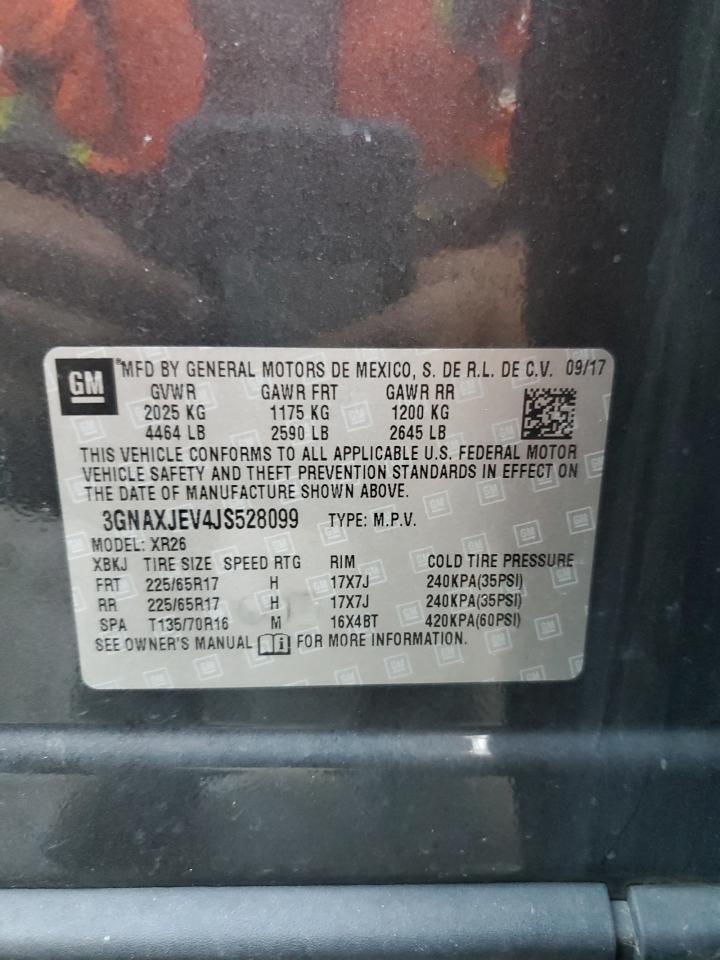 GM ®MFD BY GENERAL MOTORS DE MEXICO, S. DE R.L. DE C.V. 09/17
GVWR GAWR FRT GAWR RR
2025 KG 1175 KG 1200 KG
4464 LB 2590 LB 2645 LB
THIS VEHICLE CONFORMS TO ALL APPLICABLE U.S. FEDERAL MOTOR
VEHICLE SAFETY AND THEFT PREVENTION STANDARDS IN EFFECT ON
THE DATE OF MANUFACTURE SHOWN ABOVE.
3GNAXJEV4JS528099 TYPE: M.P.V.
MODEL: XR26
XBKJ TIRE SIZE SPEED RTG RIM COLD TIRE PRESSURE
FRT 225/65R17 H 17X7J 240KPA(35PSI)
RR 225/65R17 H 17X7J 240KPA(35PSI)
SPA T135/70R16 M 16X4BT 420KPA(60PSI)
SEE OWNER'S MANUAL i FOR MORE INFORMATION.